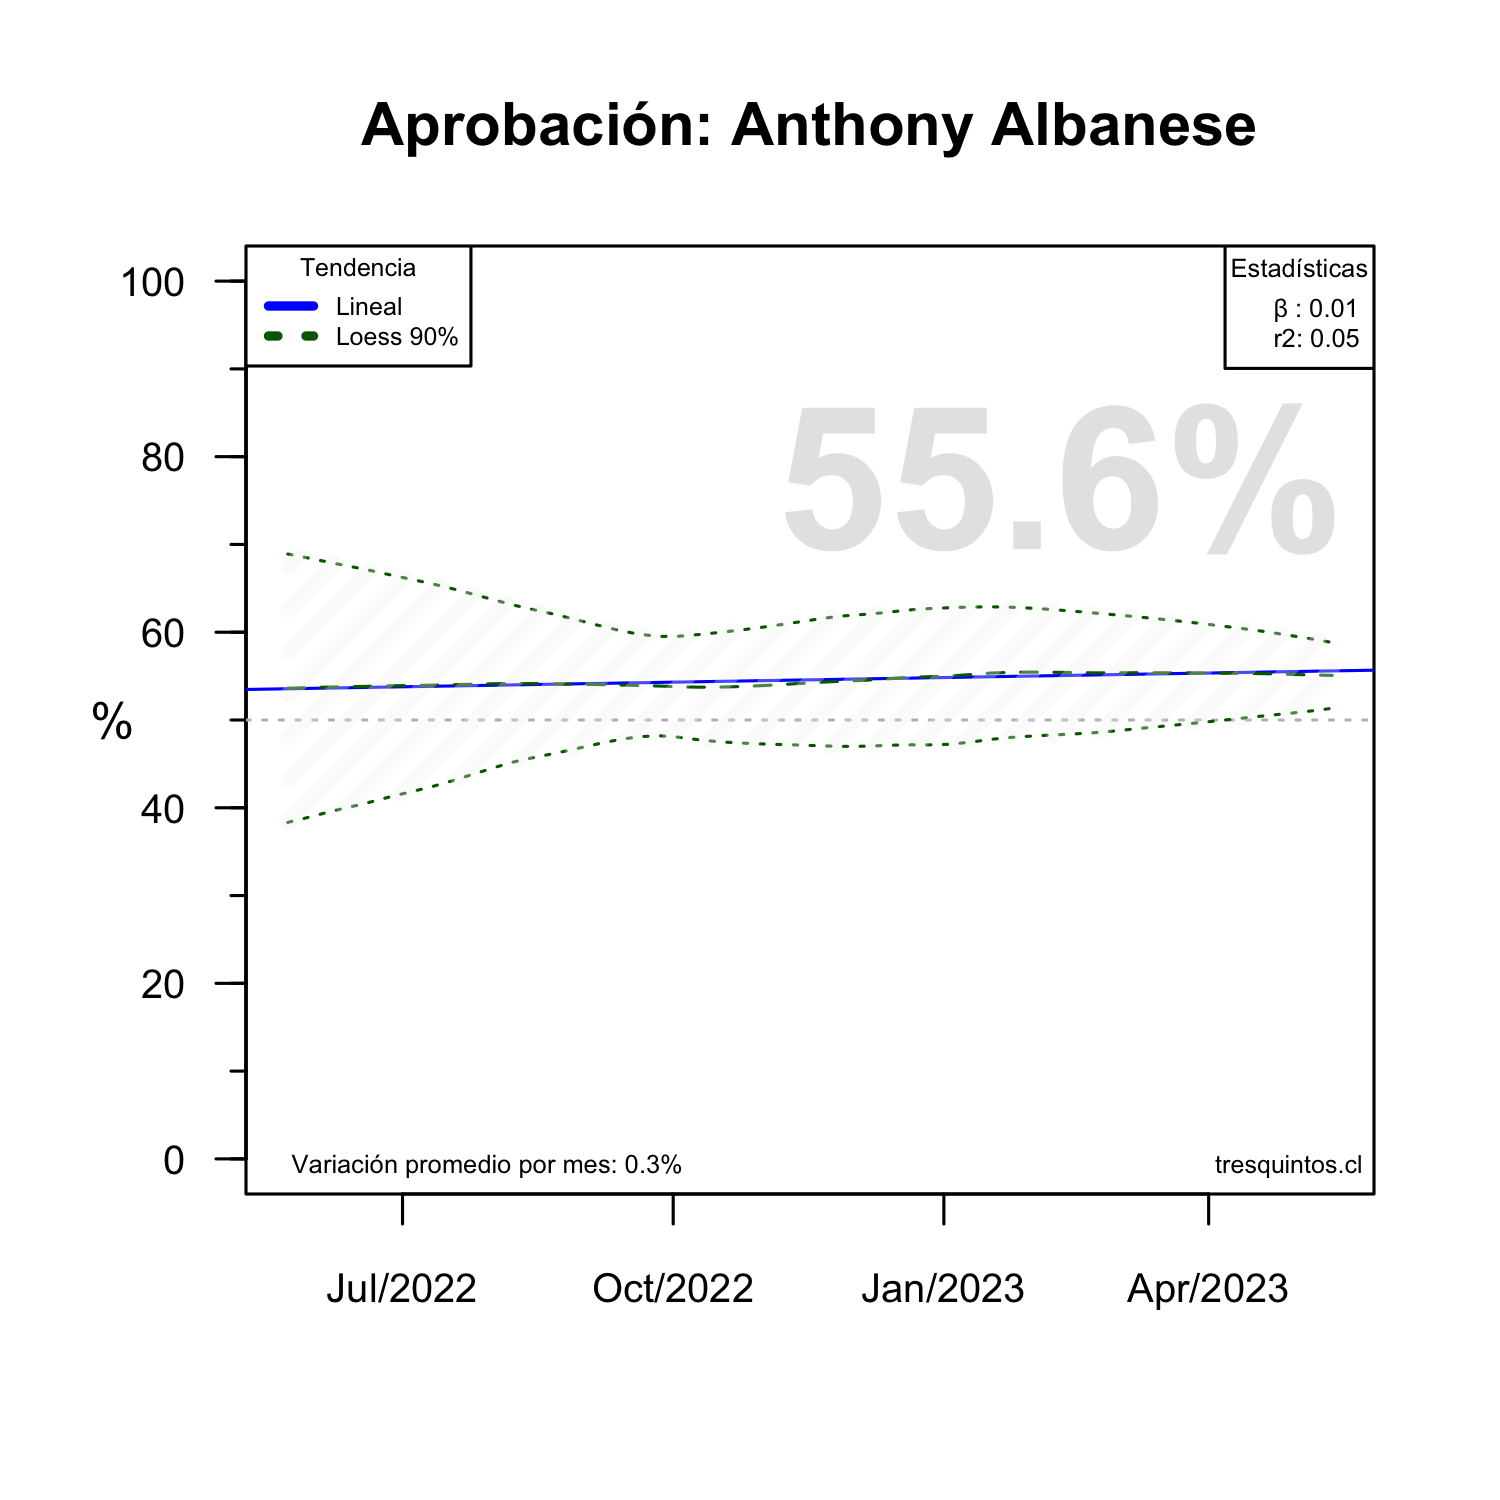 Aprobación: Anthony Albanese
Tendencia
Lineal
Loess 90%
Estadísticas
β : 0.01
r2: 0.05
55.6%
100
80
60
%
40
20
0
Variación promedio por mes: 0.3%
tresquintos.cl
Jul/2022
Oct/2022
Jan/2023
Apr/2023